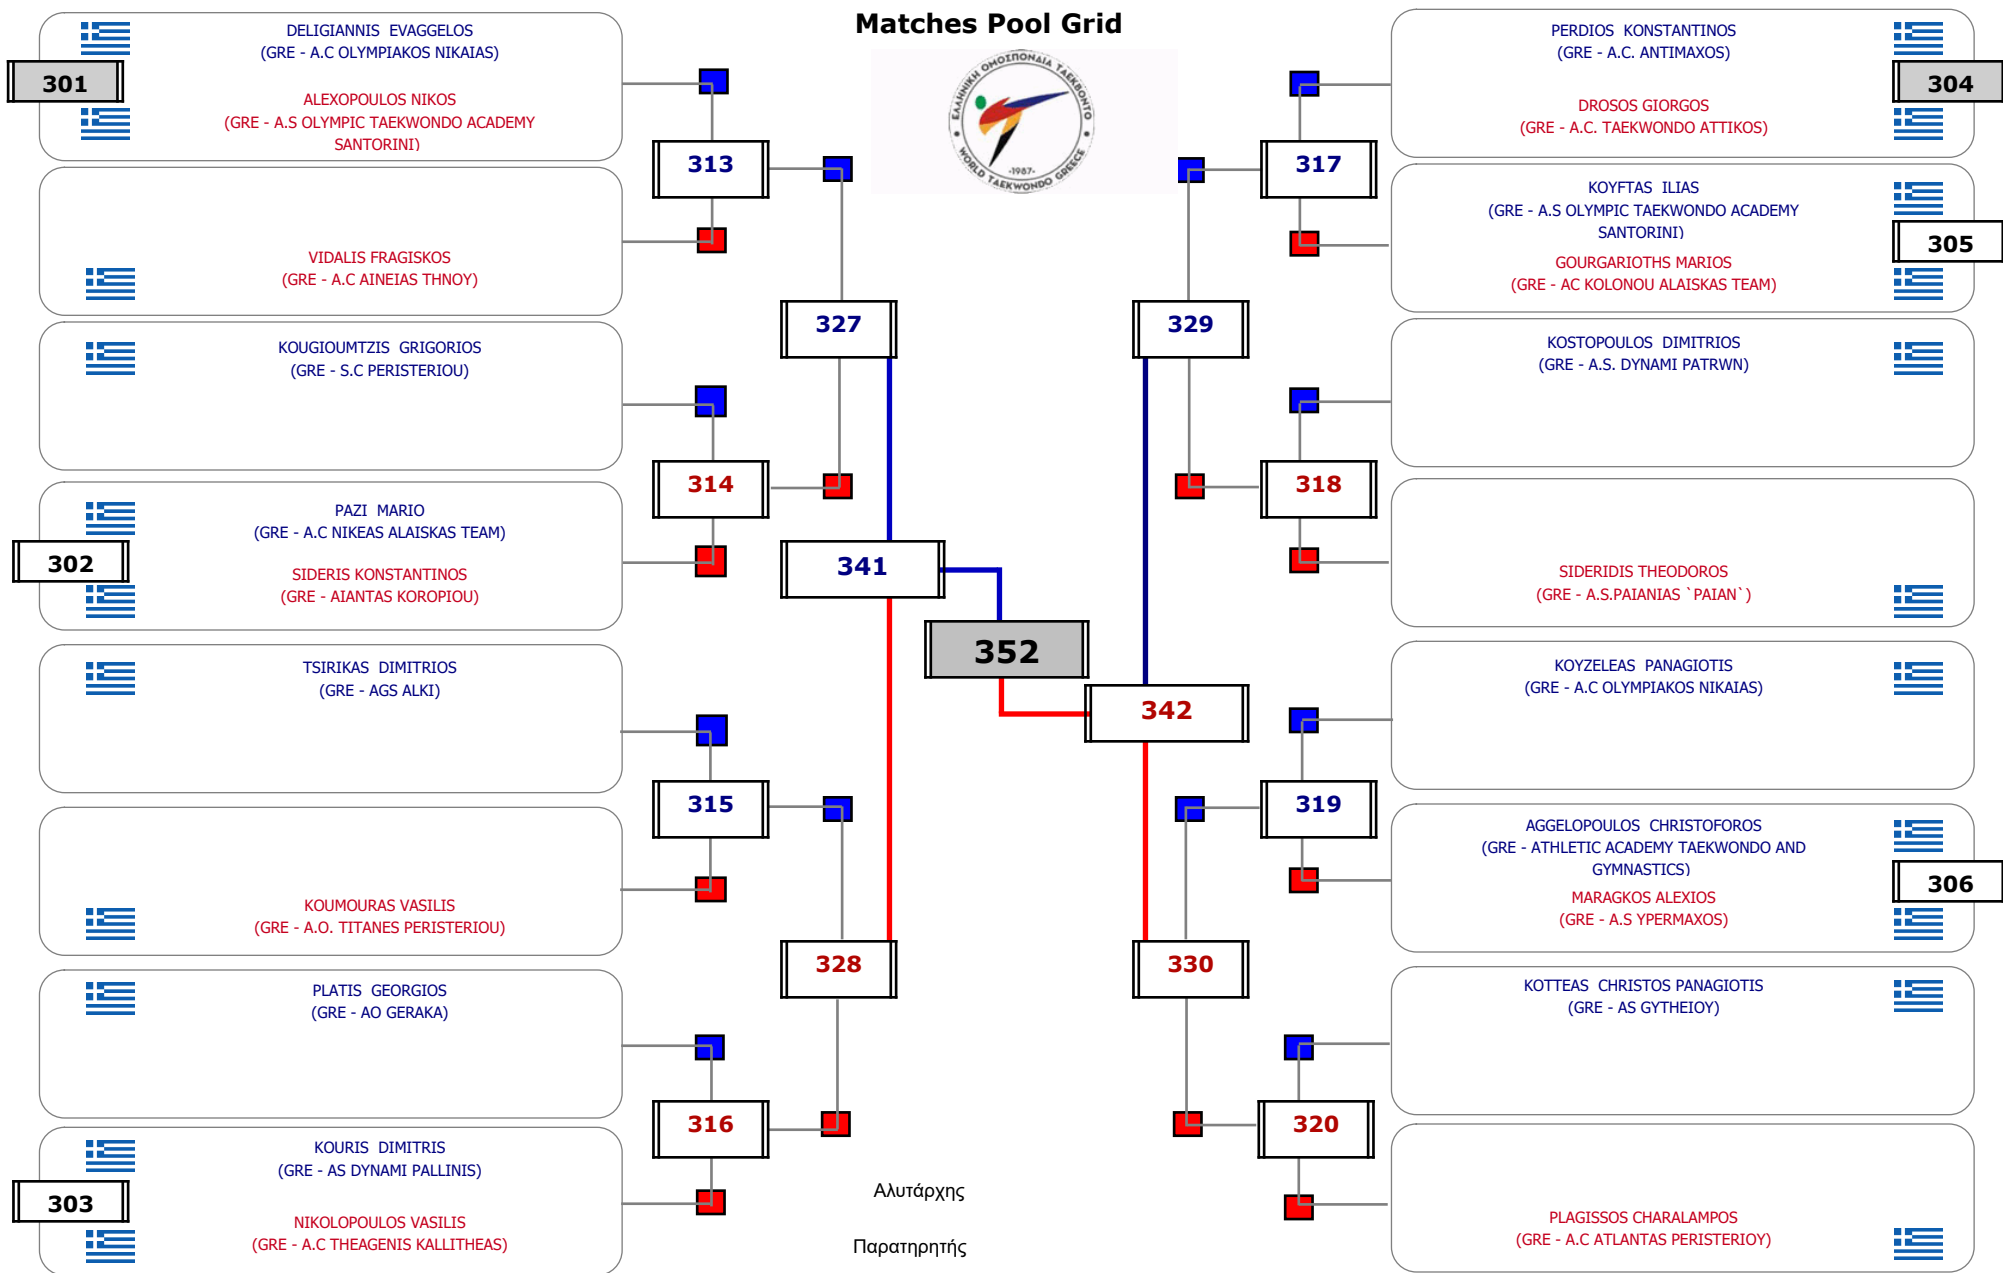 Matches Pool Grid
DELIGIANNIS EVAGGELOS
(GRE - A.C OLYMPIAKOS NIKAIAS)
301
ALEXOPOULOS NIKOS
(GRE - A.S OLYMPIC TAEKWONDO ACADEMY
SANTORINI)
313
VIDALIS FRAGISKOS
(GRE - A.C AINEIAS THNOY)
327
KOUGIOUMTZIS GRIGORIOS
(GRE - S.C PERISTERIOU)
314
PAZI MARIO
(GRE - A.C NIKEAS ALAISKAS TEAM)
302
SIDERIS KONSTANTINOS
(GRE - AIANTAS KOROPIOU)
341
TSIRIKAS DIMITRIOS
(GRE - AGS ALKI)
315
KOUMOURAS VASILIS
(GRE - A.O. TITANES PERISTERIOU)
328
PLATIS GEORGIOS
(GRE - AO GERAKA)
316
KOURIS DIMITRIS
(GRE - AS DYNAMI PALLINIS)
303
NIKOLOPOULOS VASILIS
(GRE - A.C THEAGENIS KALLITHEAS)
ΕΛΛΗΝΙΚΗ ΟΜΟΣΠΟΝΔΙΑ ΤΑΕΚΒΟΝΤΟ
-1987-
WORLD TAEKWONDO GREECE
352
342
Αλυτάρχης
Παρατηρητής
PERDIOS KONSTANTINOS
(GRE - A.C. ANTIMAXOS)
304
DROSOS GIORGOS
(GRE - A.C. TAEKWONDO ATTIKOS)
317
KOYFTAS ILIAS
(GRE - A.S OLYMPIC TAEKWONDO ACADEMY
SANTORINI)
305
GOURGARIOTHS MARIOS
(GRE - AC KOLONOU ALAISKAS TEAM)
329
KOSTOPOULOS DIMITRIOS
(GRE - A.S. DYNAMI PATRWN)
318
SIDERIDIS THEODOROS
(GRE - A.S.PAIANIAS `PAIAN`)
KOYZELEAS PANAGIOTIS
(GRE - A.C OLYMPIAKOS NIKAIAS)
319
AGGELOPOULOS CHRISTOFOROS
(GRE - ATHLETIC ACADEMY TAEKWONDO AND
GYMNASTICS)
306
MARAGKOS ALEXIOS
(GRE - A.S YPERMAXOS)
330
KOTTEAS CHRISTOS PANAGIOTIS
(GRE - AS GYTHEIOY)
320
PLAGISSOS CHARALAMPOS
(GRE - A.C ATLANTAS PERISTERIOY)